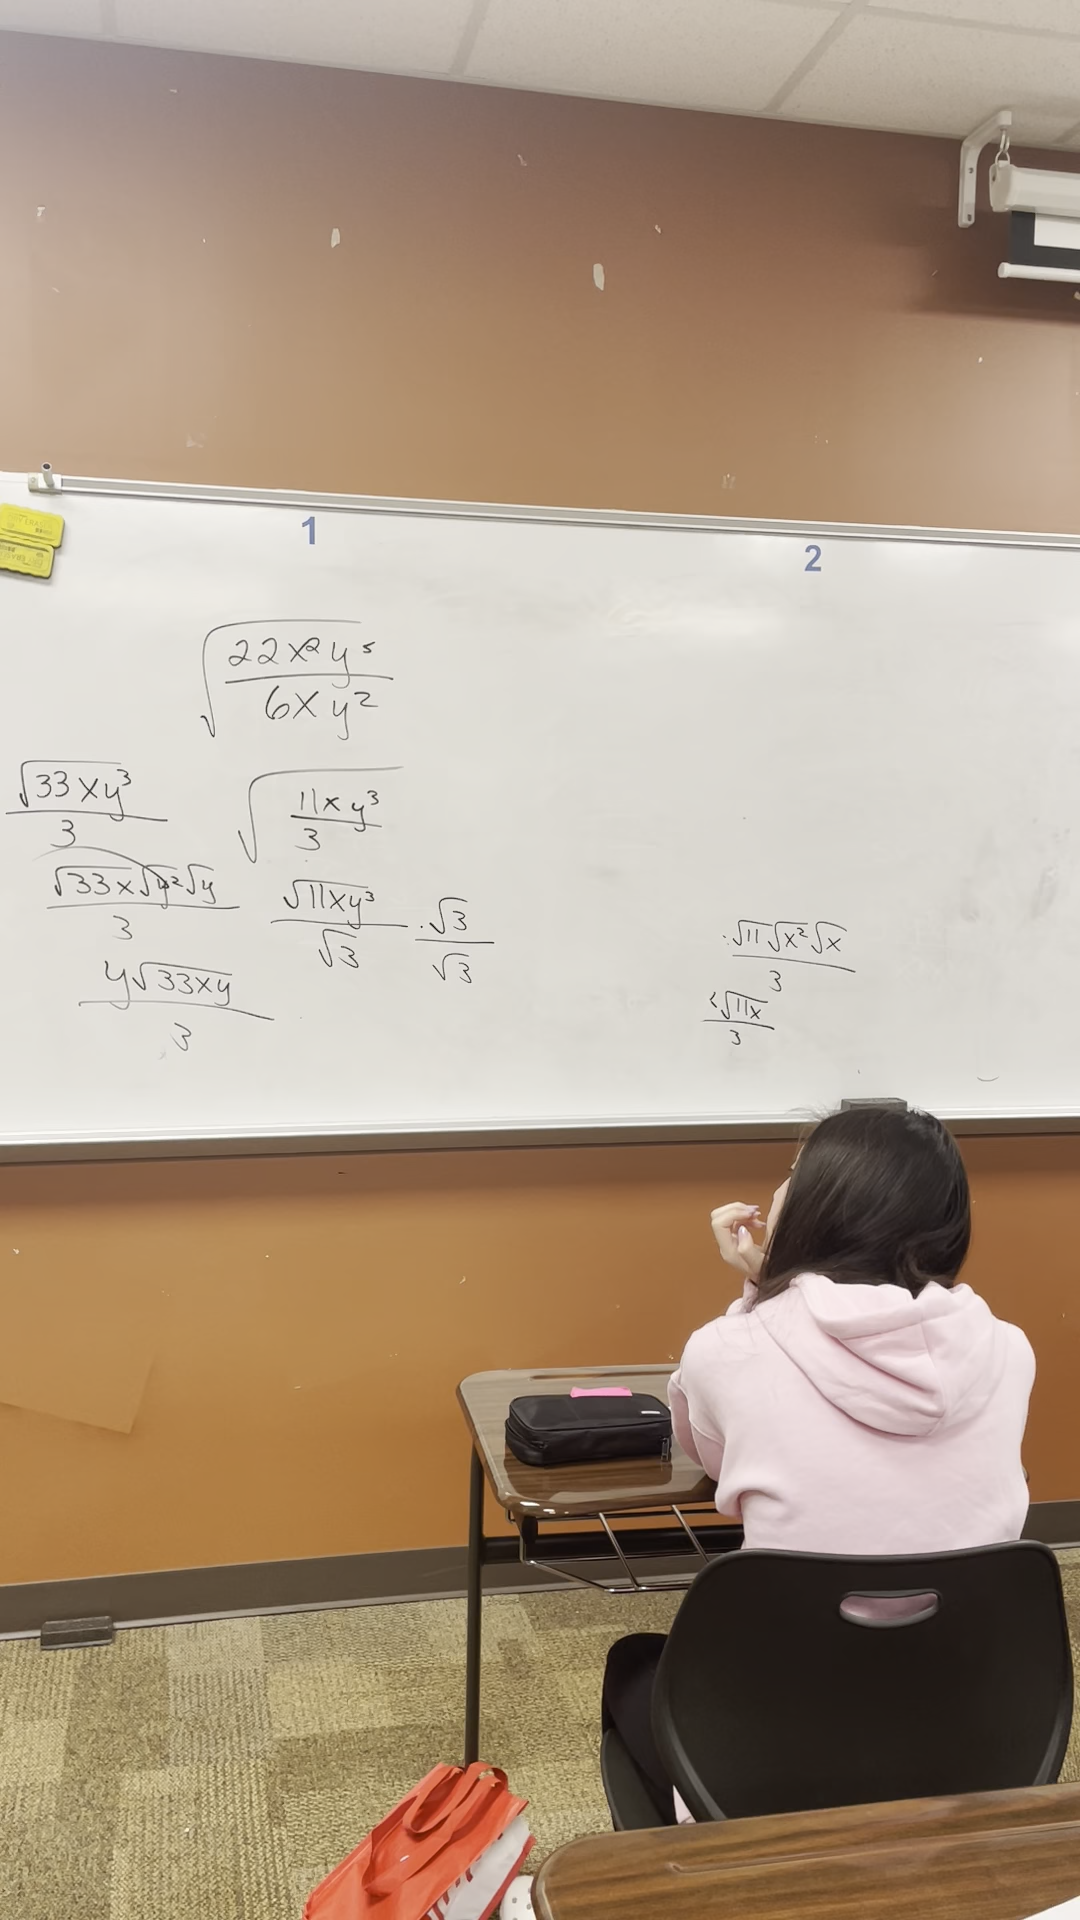 1
2
√(22x²y⁵ / 6xy²)
√(11xy³ / 3)
√11xy³ / √3 · √3 / √3
√33xy³ / 3
√33x √y² √y / 3
y√33xy / 3
√11 √x² √x / 3
√11x / 3